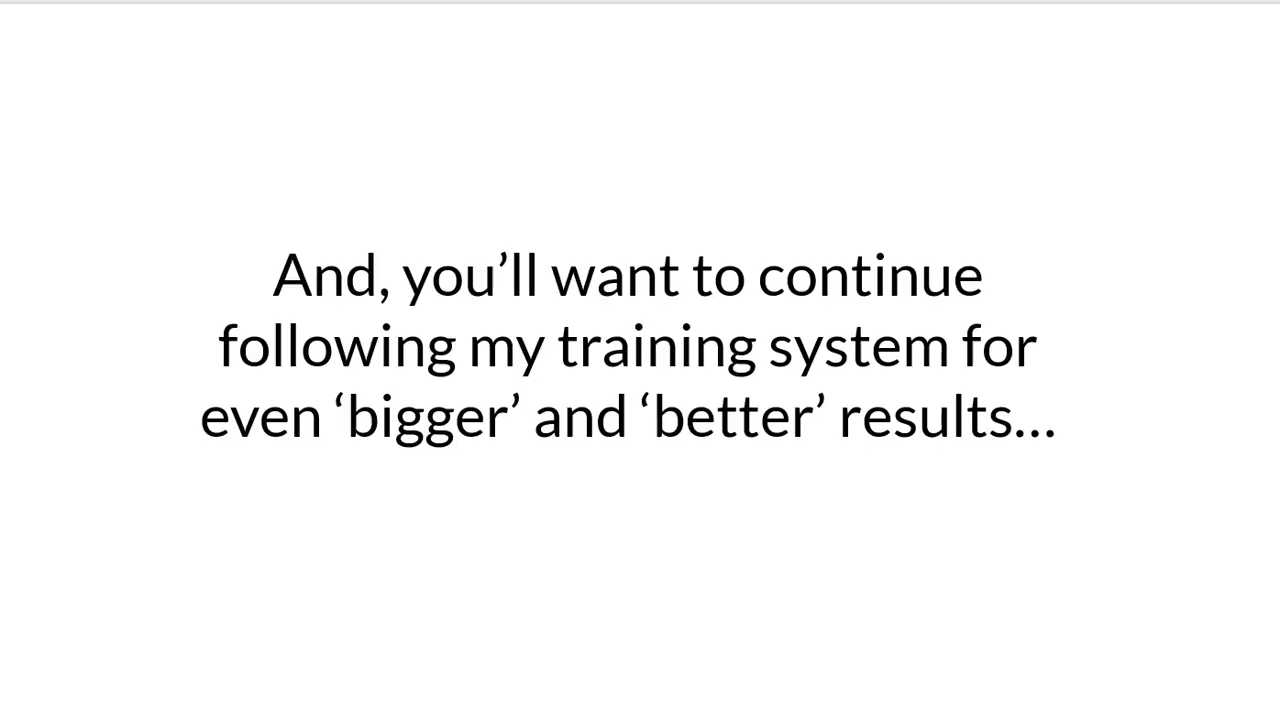 And, you’ll want to continue
following my training system for
even ‘bigger’ and ‘better’ results...